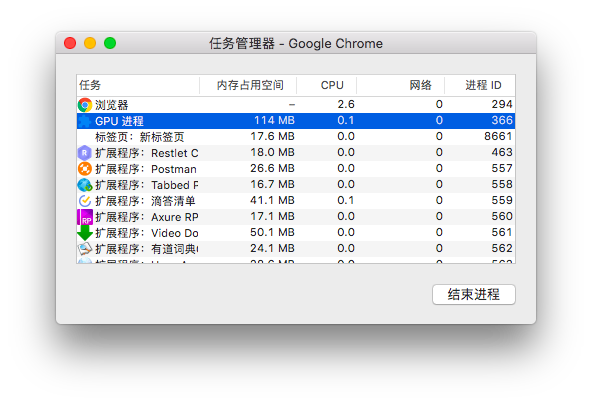 任务管理器 - Google Chrome
任务 内存占用空间 CPU 网络 进程 ID
浏览器 – 2.6 0 294
GPU 进程 114 MB 0.1 0 366
标签页：新标签页 17.6 MB 0.0 0 8661
扩展程序：Restlet C 18.0 MB 0.0 0 463
扩展程序：Postman 26.6 MB 0.0 0 557
扩展程序：Tabbed P 16.7 MB 0.0 0 558
扩展程序：滴答清单 41.1 MB 0.1 0 559
扩展程序：Axure RP 17.1 MB 0.0 0 560
扩展程序：Video Do 50.1 MB 0.0 0 561
扩展程序：有道词典 24.1 MB 0.0 0 562
结束进程